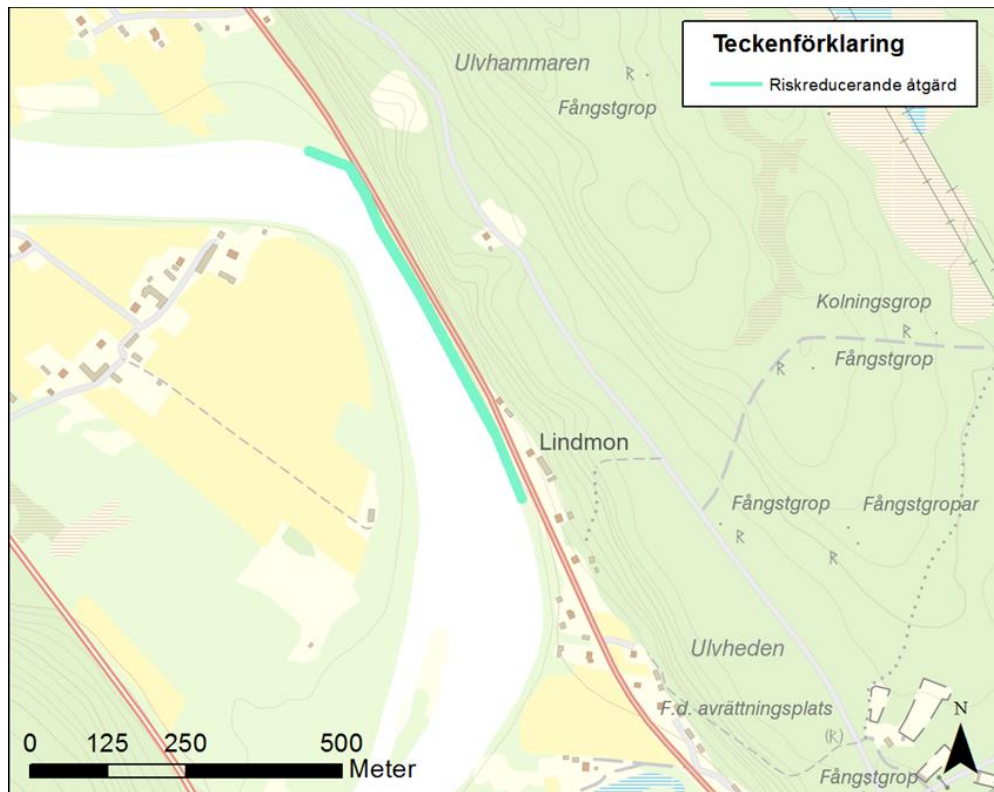 Teckenförklaring
Riskreducerande åtgärd
Ulvhammaren
R
Fångstgrop
Kolningsgrop
R
Fångstgrop
R
Lindmon
Fångstgrop
Fångstgropar
R
R
Ulvheden
F.d. avrättningsplats
N
(R)
Fångstgrop
0 125 250 500
Meter